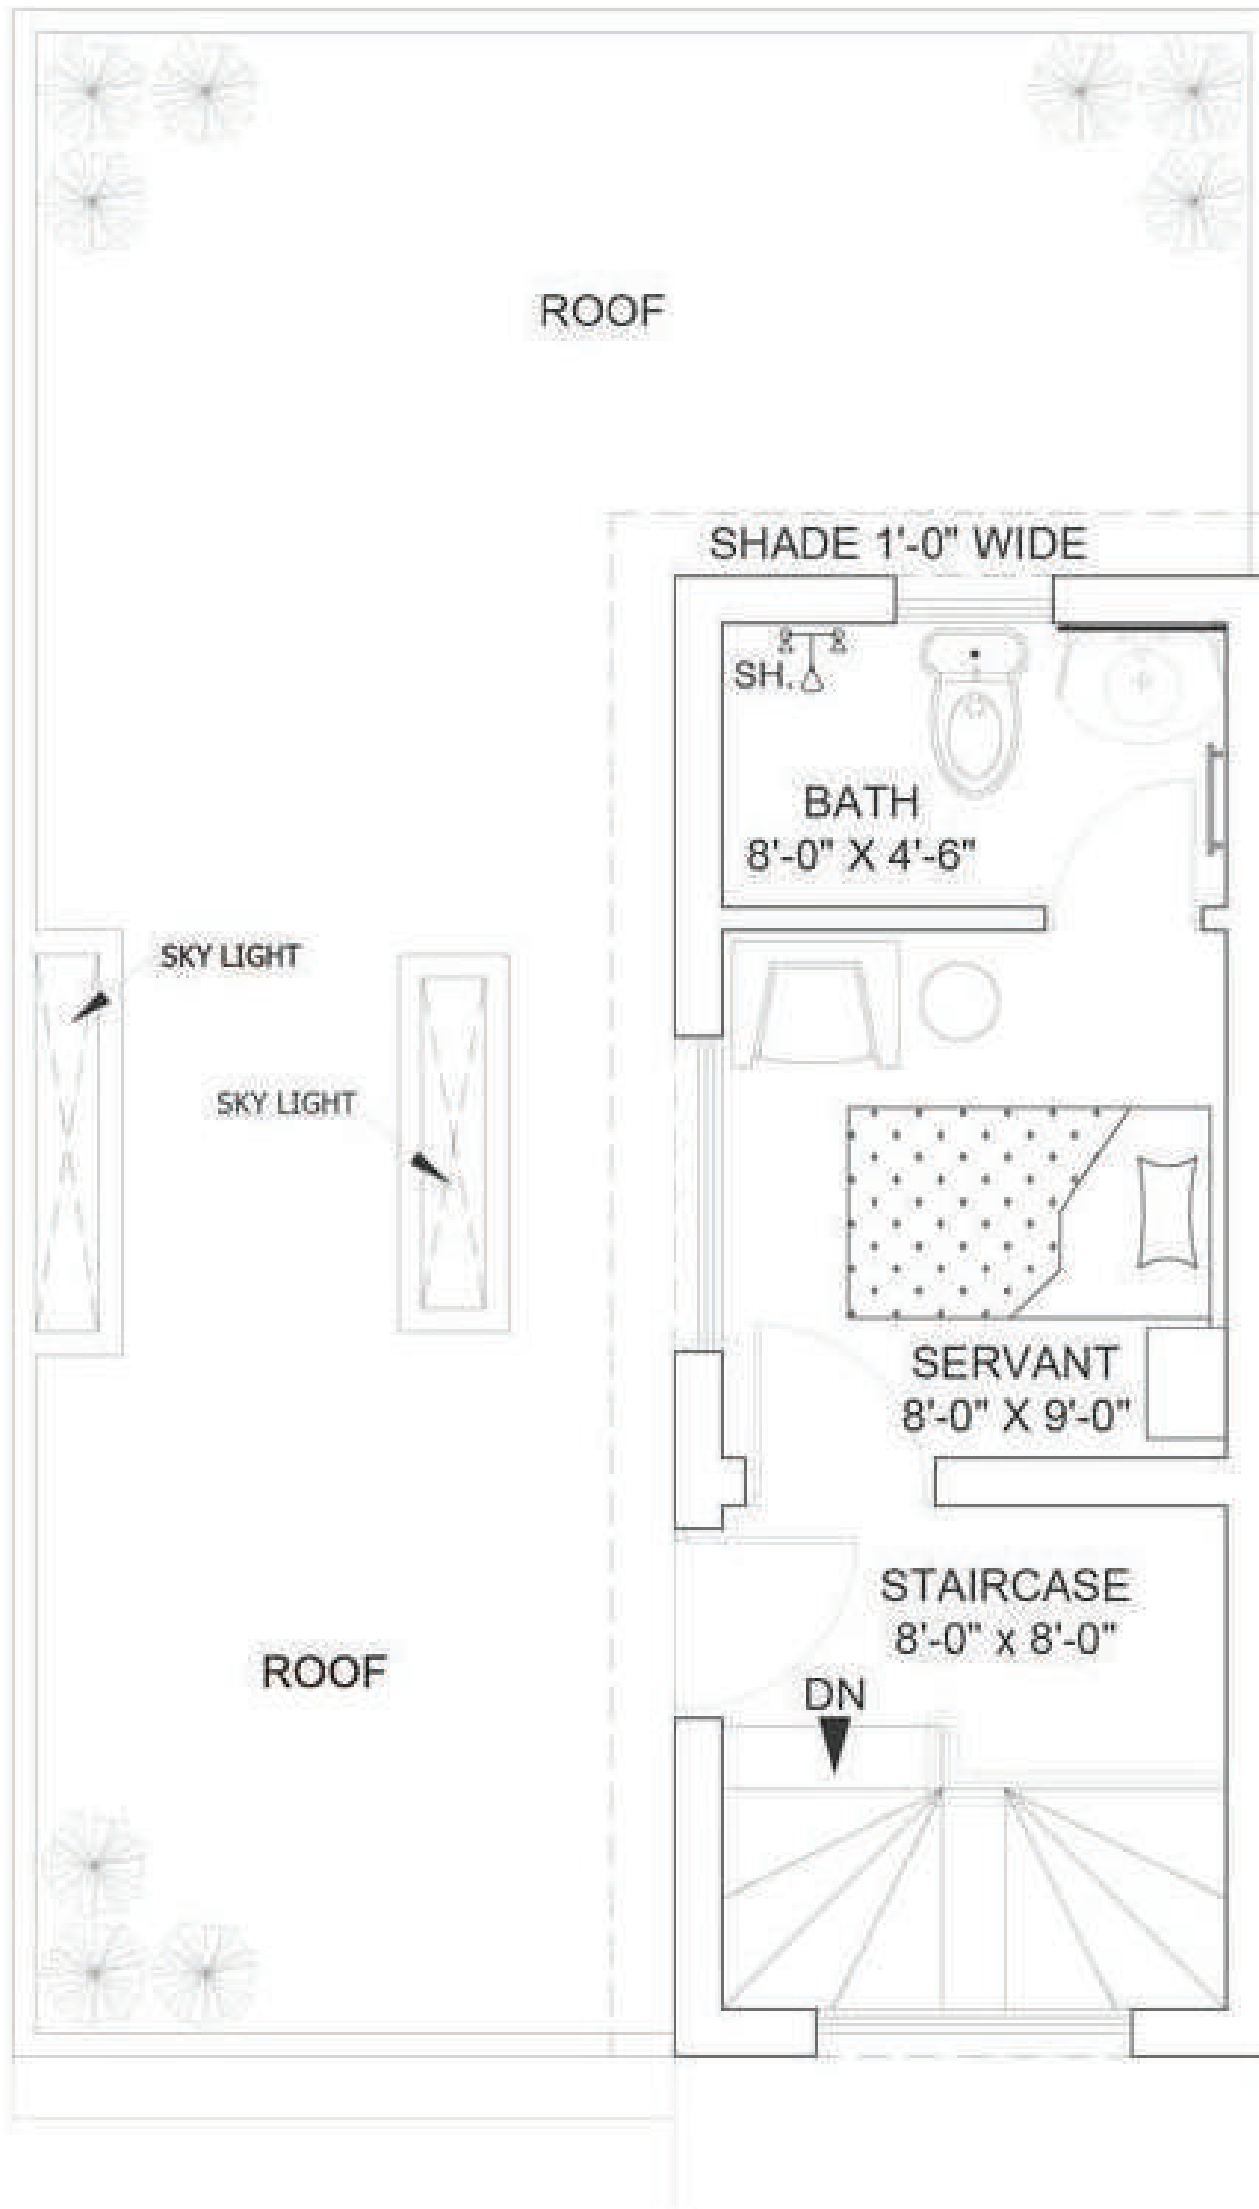 ROOF
SHADE 1'-0" WIDE
SH.
BATH
8'-0" X 4'-6"
SKY LIGHT
SKY LIGHT
SERVANT
8'-0" X 9'-0"
STAIRCASE
8'-0" x 8'-0"
ROOF
DN